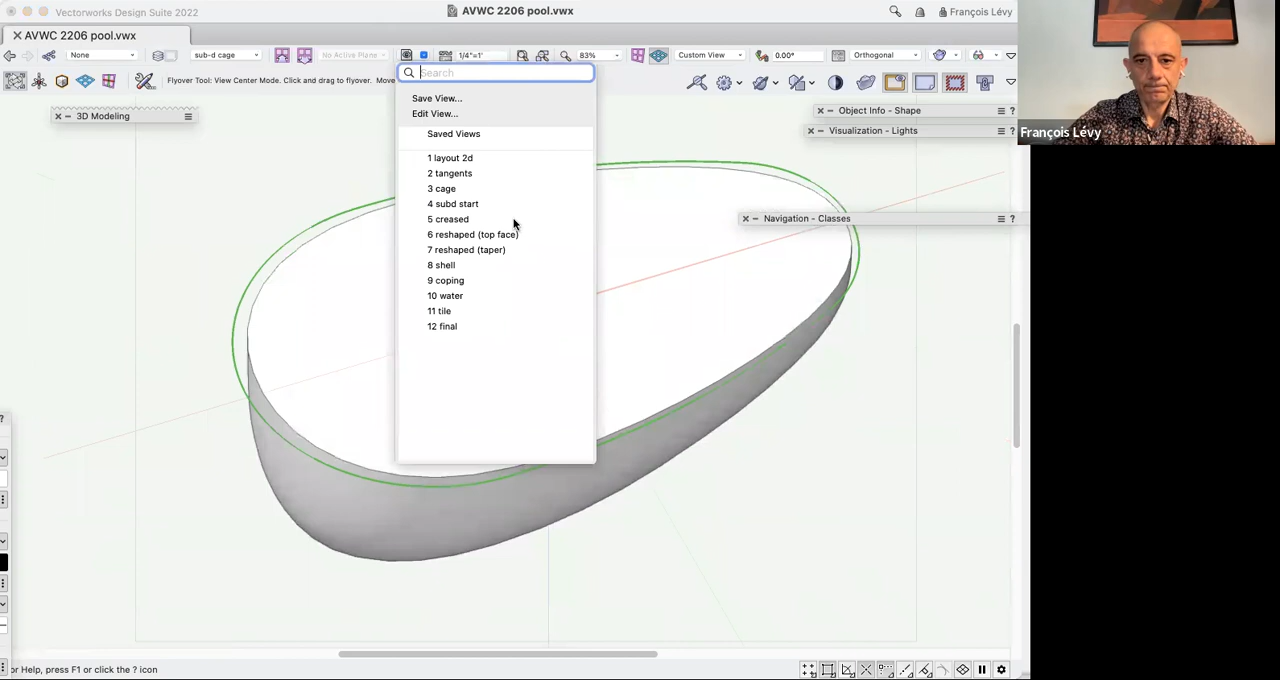 Vectorworks Design Suite 2022
AVWC 2206 pool.vwx
François Lévy
AVWC 2206 pool.vwx
None
sub-d cage
No Active Plane
1/4"=1'
83%
Custom View
0.00°
Orthogonal
Flyover Tool: View Center Mode. Click and drag to flyover. Move
Search
Save View...
Edit View...
Saved Views
1 layout 2d
2 tangents
3 cage
4 subd start
5 creased
6 reshaped (top face)
7 reshaped (taper)
8 shell
9 coping
10 water
11 tile
12 final
3D Modeling
Object Info - Shape
?
Visualization - Lights
?
Navigation - Classes
?
François Lévy
?
or Help, press F1 or click the ? icon